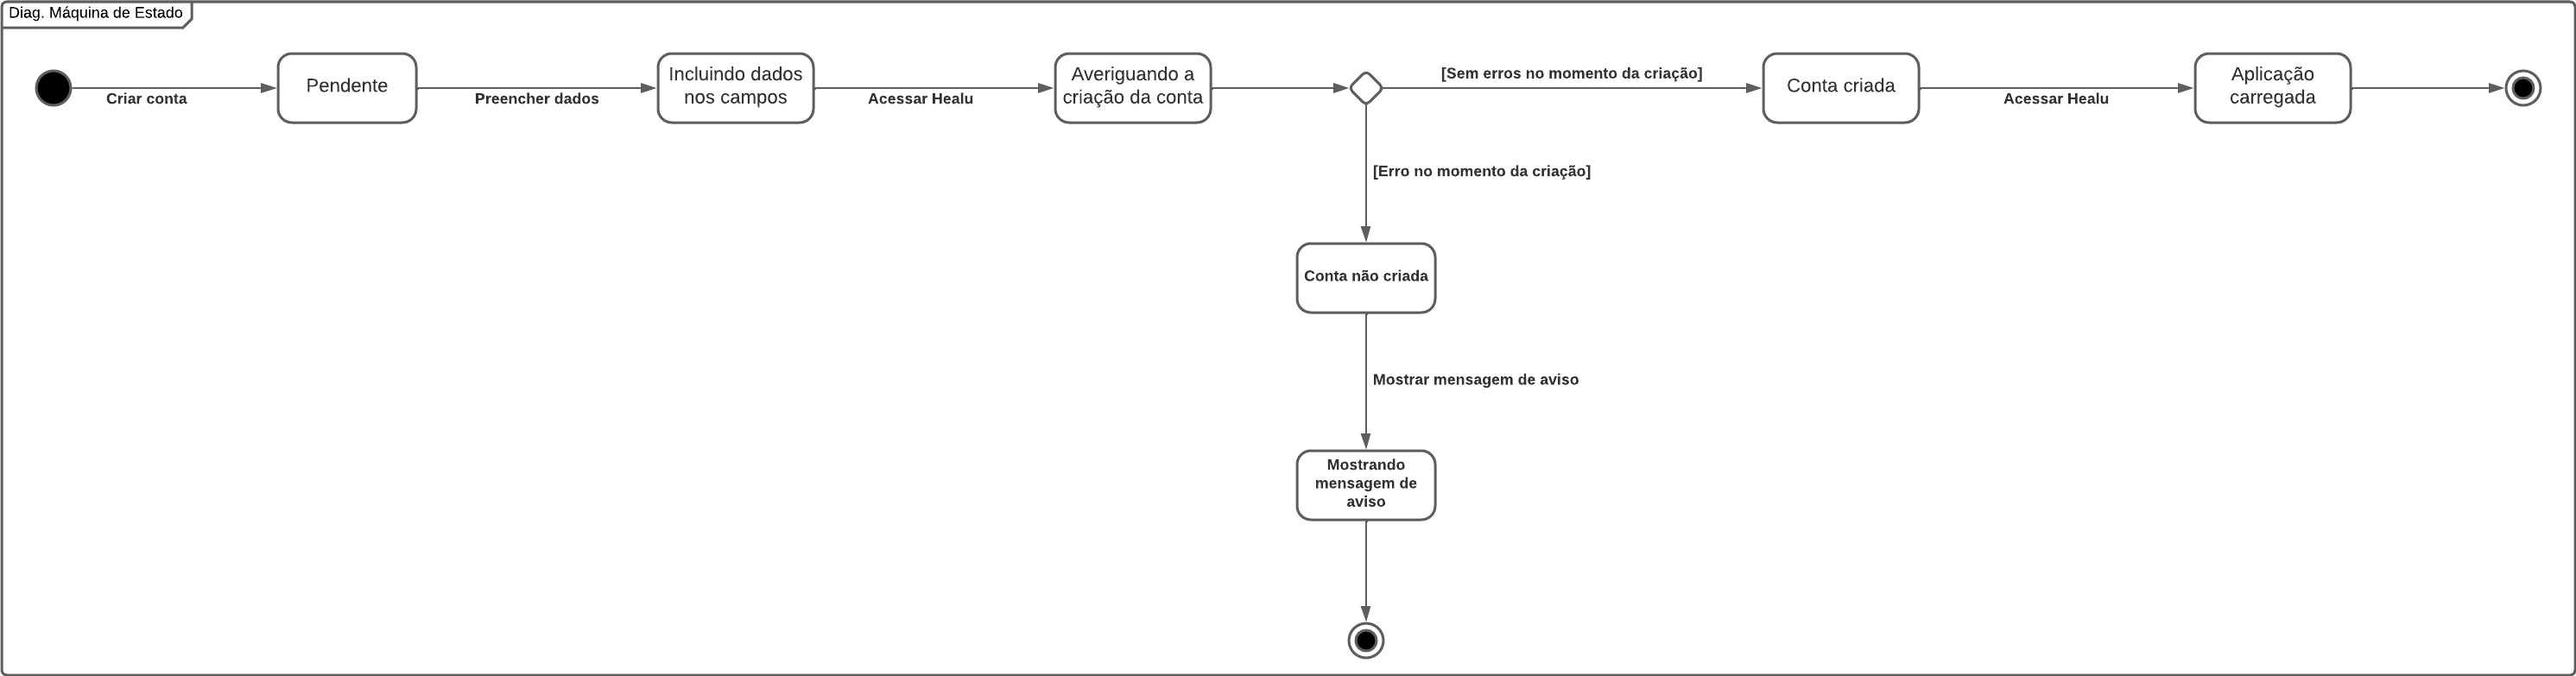 Diag. Máquina de Estado
Criar conta
Pendente
Preencher dados
Incluindo dados
nos campos
Acessar Healu
Averiguando a
criação da conta
[Sem erros no momento da criação]
Conta criada
Acessar Healu
Aplicação
carregada
[Erro no momento da criação]
Conta não criada
Mostrar mensagem de aviso
Mostrando
mensagem de
aviso